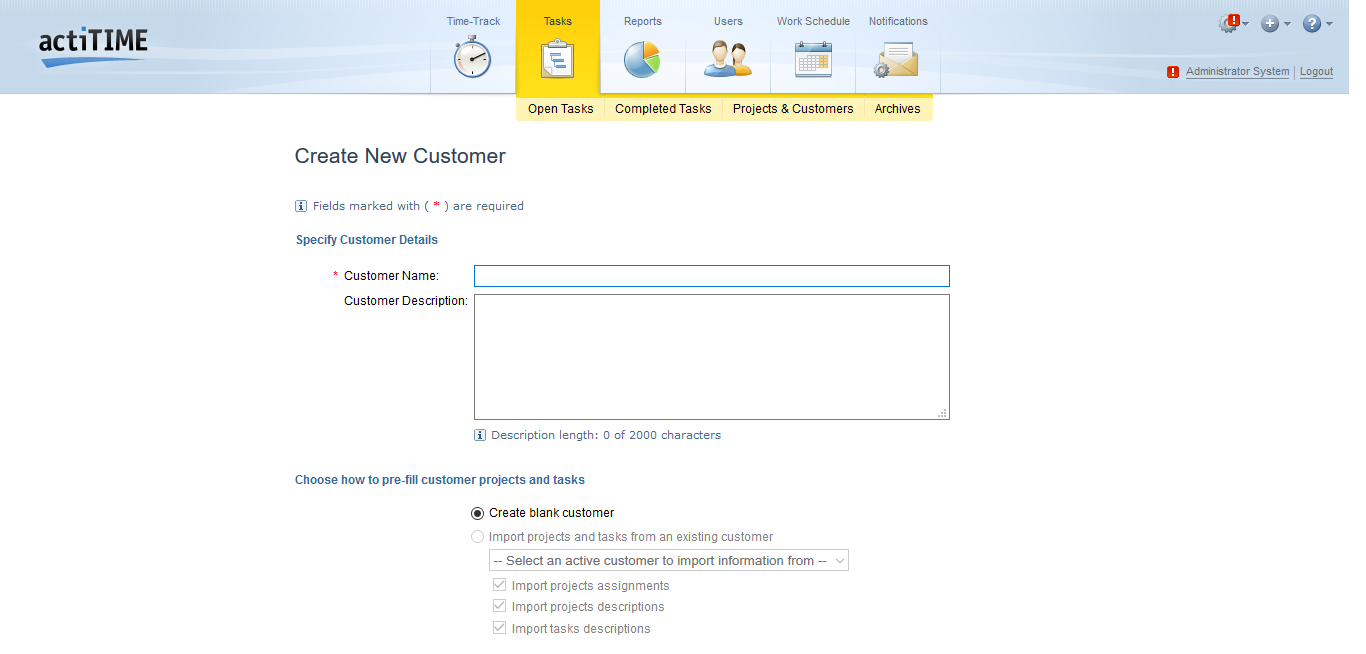 actiTIME
Time-Track Tasks Reports Users Work Schedule Notifications
Administrator System | Logout
Open Tasks Completed Tasks Projects & Customers Archives
Create New Customer
Fields marked with ( * ) are required
Specify Customer Details
* Customer Name:
Customer Description:
Description length: 0 of 2000 characters
Choose how to pre-fill customer projects and tasks
Create blank customer
Import projects and tasks from an existing customer
-- Select an active customer to import information from --
Import projects assignments
Import projects descriptions
Import tasks descriptions